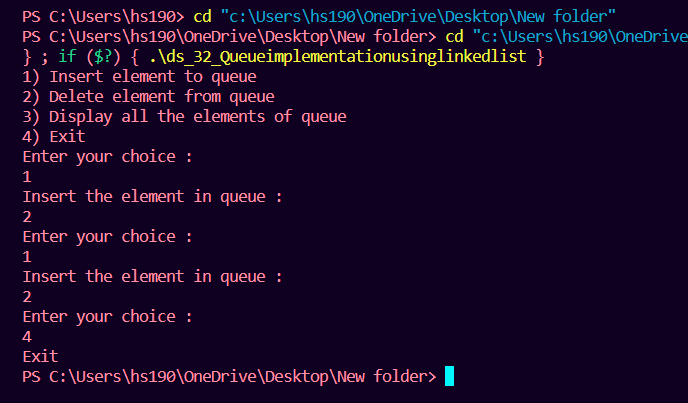 PS C:\Users\hs190> cd "c:\Users\hs190\OneDrive\Desktop\New folder"
PS C:\Users\hs190\OneDrive\Desktop\New folder> cd "c:\Users\hs190\OneDrive
} ; if ($?) { .\ds_32_Queueimplementationusinglinkedlist }
1) Insert element to queue
2) Delete element from queue
3) Display all the elements of queue
4) Exit
Enter your choice :
1
Insert the element in queue :
2
Enter your choice :
1
Insert the element in queue :
2
Enter your choice :
4
Exit
PS C:\Users\hs190\OneDrive\Desktop\New folder>